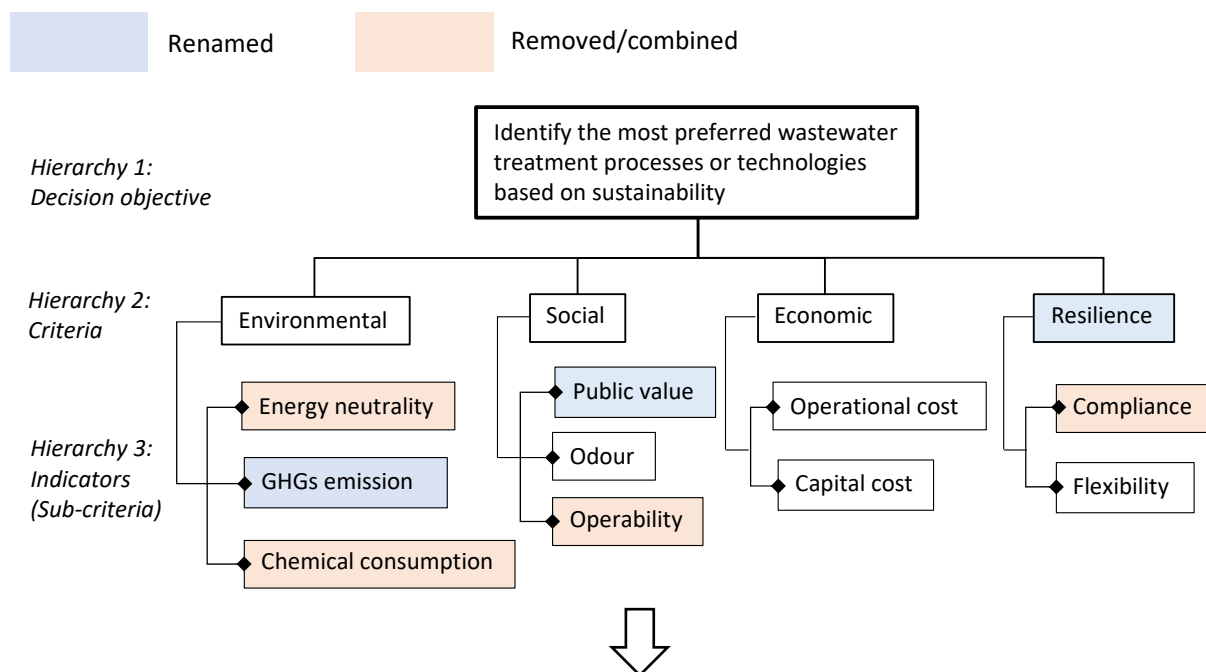 Renamed
Removed/combined
Identify the most preferred wastewater
treatment processes or technologies
based on sustainability
Hierarchy 1:
Decision objective
Hierarchy 2:
Criteria
Environmental
Social
Economic
Resilience
Public value
Energy neutrality
Operational cost
Compliance
Hierarchy 3:
Indicators
(Sub-criteria)
Odour
GHGs emission
Capital cost
Flexibility
Operability
Chemical consumption